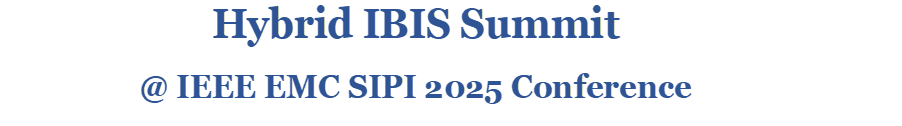 Hybrid IBIS Summit
@ IEEE EMC SIPI 2025 Conference